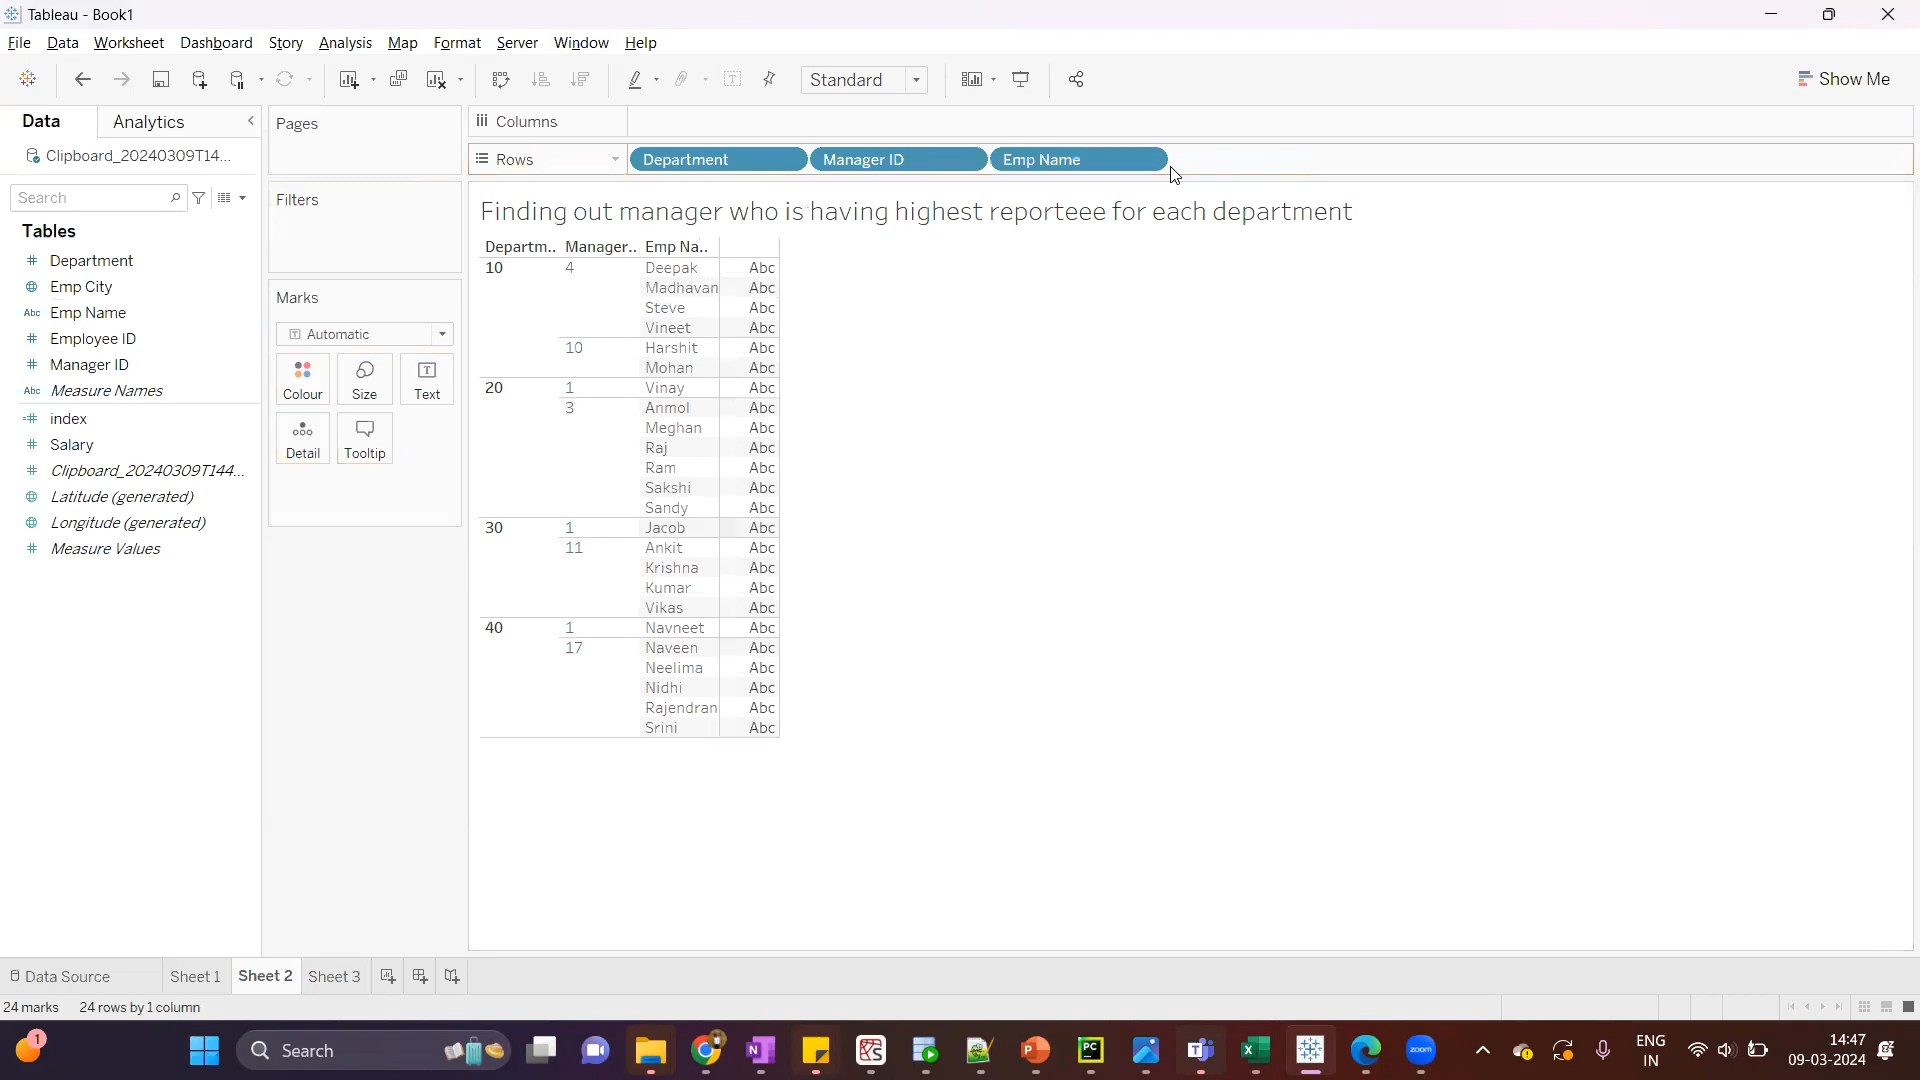 Tableau - Book1
File Data Worksheet Dashboard Story Analysis Map Format Server Window Help
Standard
Show Me
Data Analytics
Clipboard_20240309T14...
Search
Tables
Department
Emp City
Abc Emp Name
Employee ID
Manager ID
Abc Measure Names
index
Salary
Clipboard_20240309T144...
Latitude (generated)
Longitude (generated)
Measure Values
Pages
Filters
Marks
Automatic
Colour Size Text
Detail Tooltip
Columns
Rows Department Manager ID Emp Name
Finding out manager who is having highest reporteee for each department
Departm.. Manager.. Emp Na..
10 4 Deepak Abc
Madhavan Abc
Steve Abc
Vineet Abc
10 Harshit Abc
Mohan Abc
20 1 Vinay Abc
3 Anmol Abc
Meghan Abc
Raj Abc
Ram Abc
Sakshi Abc
Sandy Abc
30 1 Jacob Abc
11 Ankit Abc
Krishna Abc
Kumar Abc
Vikas Abc
40 1 Navneet Abc
17 Naveen Abc
Neelima Abc
Nidhi Abc
Rajendran Abc
Srini Abc
Data Source Sheet 1 Sheet 2 Sheet 3
24 marks 24 rows by 1 column
1
Search
PC
zoom
ENG
IN
14:47
09-03-2024